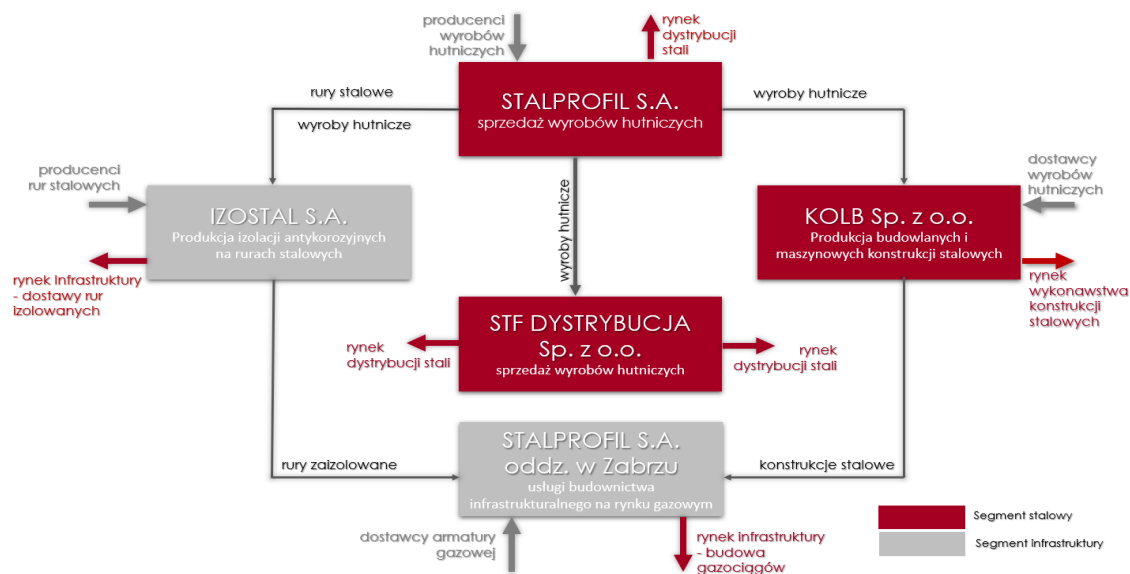 producenci
wyrobów
hutniczych
rynek
dystrybucji
stali
STALPROFIL S.A.
sprzedaż wyrobów hutniczych
rury stalowe
wyroby hutnicze
wyroby hutnicze
wyroby hutnicze
producenci
rur stalowych
dostawcy
wyrobów
hutniczych
IZOSTAL S.A.
Produkcja izolacji antykorozyjnych
na rurach stalowych
KOLB Sp. z o.o.
Produkcja budowlanych i
maszynowych konstrukcji stalowych
rynek Infrastruktury
- dostawy rur
izolowanych
rynek
wykonawstwa
konstrukcji
stalowych
STF DYSTRYBUCJA
Sp. z o.o.
sprzedaż wyrobów hutniczych
rynek
dystrybucji stali
rynek
dystrybucji stali
STALPROFIL S.A.
oddz. w Zabrzu
usługi budownictwa
infrastrukturalnego na rynku gazowym
rury zaizolowane
konstrukcje stalowe
dostawcy armatury
gazowej
rynek infrastruktury
- budowa
gazociągów
Segment stalowy
Segment infrastruktury